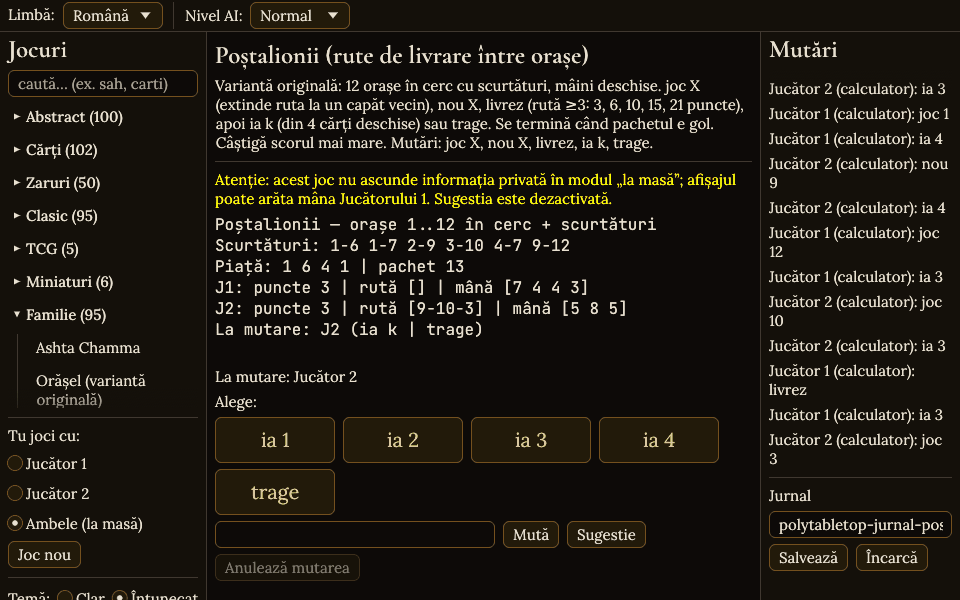 Limbă: Română ▼ Nivel AI: Normal ▼
Jocuri
caută... (ex. sah, carti)
▸ Abstract (100)
▸ Cărți (102)
▸ Zaruri (50)
▸ Clasic (95)
▸ TCG (5)
▸ Miniaturi (6)
▾ Familie (95)
Ashta Chamma
Orășel (variantă
originală)
Tu joci cu:
Jucător 1
Jucător 2
Ambele (la masă)
Joc nou
Temă: Clar Întunecat
Poștalionii (rute de livrare între orașe)
Variantă originală: 12 orașe în cerc cu scurtături, mâini deschise. joc X
(extinde ruta la un capăt vecin), nou X, livrez (rută ≥3: 3, 6, 10, 15, 21 puncte),
apoi ia k (din 4 cărți deschise) sau trage. Se termină când pachetul e gol.
Câștigă scorul mai mare. Mutări: joc X, nou X, livrez, ia k, trage.
Atenție: acest joc nu ascunde informația privată în modul „la masă”; afișajul
poate arăta mâna Jucătorului 1. Sugestia este dezactivată.
Poștalionii — orașe 1..12 în cerc + scurtături
Scurtături: 1-6 1-7 2-9 3-10 4-7 9-12
Piață: 1 6 4 1 | pachet 13
J1: puncte 3 | rută [] | mână [7 4 4 3]
J2: puncte 3 | rută [9-10-3] | mână [5 8 5]
La mutare: J2 (ia k | trage)
La mutare: Jucător 2
Alege:
ia 1 ia 2 ia 3 ia 4
trage
Mută Sugestie
Anulează mutarea
Mutări
Jucător 2 (calculator): ia 3
Jucător 1 (calculator): joc 1
Jucător 1 (calculator): ia 4
Jucător 2 (calculator): nou
9
Jucător 2 (calculator): ia 4
Jucător 1 (calculator): joc
12
Jucător 1 (calculator): ia 3
Jucător 2 (calculator): joc
10
Jucător 2 (calculator): ia 3
Jucător 1 (calculator):
livrez
Jucător 1 (calculator): ia 3
Jucător 2 (calculator): joc
3
Jurnal
polytabletop-jurnal-pos
Salvează Încarcă